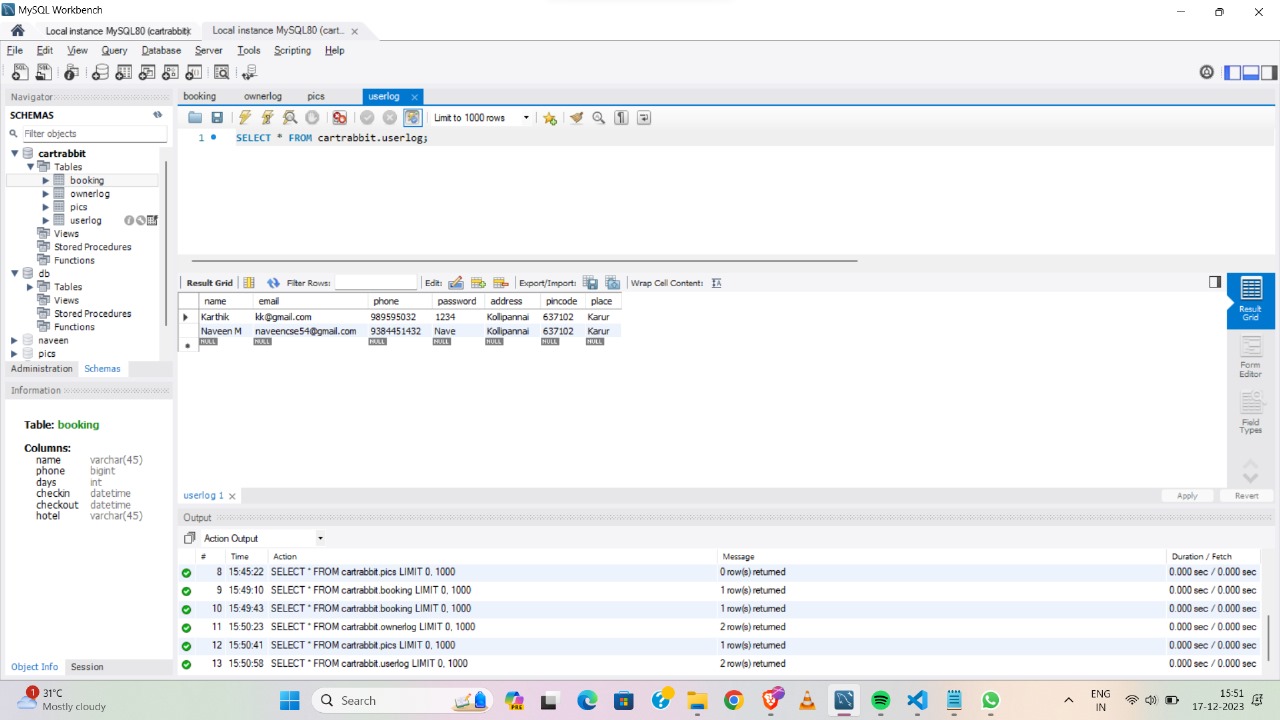 MySQL Workbench
Local instance MySQL80 (cartrabbit)
Local instance MySQL80 (cart...
File Edit View Query Database Server Tools Scripting Help
Navigator
SCHEMAS
Filter objects
cartrabbit
Tables
booking
ownerlog
pics
userlog
Views
Stored Procedures
Functions
db
Tables
Views
Stored Procedures
Functions
naveen
pics
Administration Schemas
Information
Table: booking
Columns:
name varchar(45)
phone bigint
days int
checkin datetime
checkout datetime
hotel varchar(45)
Object Info Session
booking ownerlog pics userlog
Limit to 1000 rows
1 SELECT * FROM cartrabbit.userlog;
Result Grid Filter Rows: Edit: Export/Import: Wrap Cell Content:
name email phone password address pincode place
Karthik kk@gmail.com 989595032 1234 Kollipannai 637102 Karur
Naveen M naveencse54@gmail.com 9384451432 Nave Kollipannai 637102 Karur
NULL NULL NULL NULL NULL NULL NULL
Result Grid
Form Editor
Field Types
userlog 1
Apply Revert
Output
Action Output
# Time Action Message Duration / Fetch
8 15:45:22 SELECT * FROM cartrabbit.pics LIMIT 0, 1000 0 row(s) returned 0.000 sec / 0.000 sec
9 15:49:10 SELECT * FROM cartrabbit.booking LIMIT 0, 1000 1 row(s) returned 0.000 sec / 0.000 sec
10 15:49:43 SELECT * FROM cartrabbit.booking LIMIT 0, 1000 1 row(s) returned 0.000 sec / 0.000 sec
11 15:50:23 SELECT * FROM cartrabbit.ownerlog LIMIT 0, 1000 2 row(s) returned 0.000 sec / 0.000 sec
12 15:50:41 SELECT * FROM cartrabbit.pics LIMIT 0, 1000 1 row(s) returned 0.000 sec / 0.000 sec
13 15:50:58 SELECT * FROM cartrabbit.userlog LIMIT 0, 1000 2 row(s) returned 0.000 sec / 0.000 sec
1
31°C
Mostly cloudy
Search
ENG
IN
15:51
17-12-2023